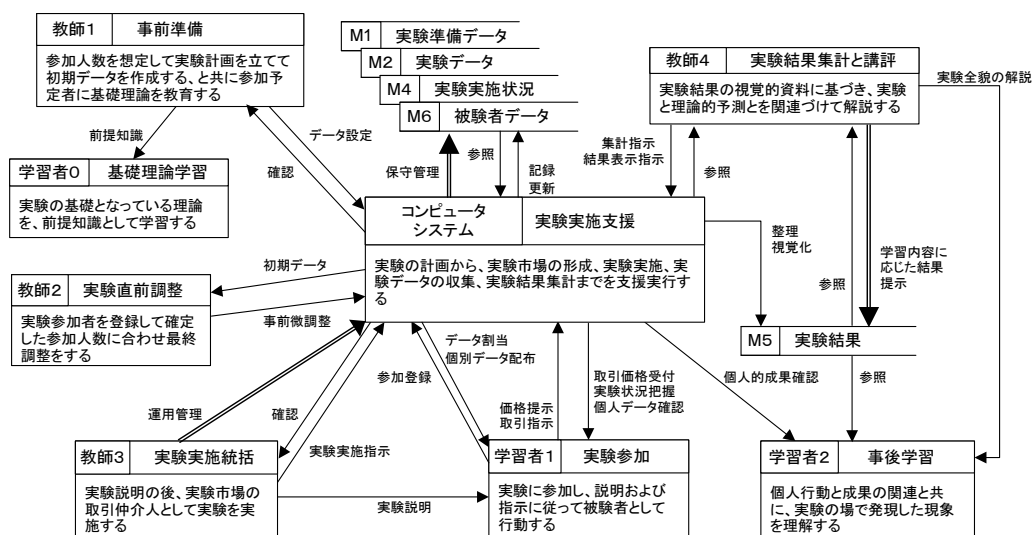 教師1 事前準備
参加人数を想定して実験計画を立てて
初期データを作成する、と共に参加予
定者に基礎理論を教育する
M1 実験準備データ
M2 実験データ
M4 実験実施状況
M6 被験者データ
教師4 実験結果集計と講評
実験結果の視覚的資料に基づき、実験
と理論的予測とを関連づけて解説する
実験全貌の解説
前提知識
データ設定
確認
保守管理
参照
記録
更新
集計指示
結果表示指示
参照
学習者0 基礎理論学習
実験の基礎となっている理論
を、前提知識として学習する
コンピュータ
システム
実験実施支援
実験の計画から、実験市場の形成、実験実施、実
験データの収集、実験結果集計までを支援実行す
る
整理
視覚化
参照
学習内容に
応じた結果
提示
初期データ
教師2 実験直前調整
実験参加者を登録して確定
した参加人数に合わせ最終
調整をする
事前微調整
M5 実験結果
データ割当
個別データ配布
参加登録
運用管理
確認
実験実施指示
価格提示
取引指示
取引価格受付
実験状況把握
個人データ確認
個人的成果確認
参照
教師3 実験実施統括
実験説明の後、実験市場の
取引仲介人として実験を実
施する
実験説明
学習者1 実験参加
実験に参加し、説明および
指示に従って被験者として
行動する
学習者2 事後学習
個人行動と成果の関連と共
に、実験の場で発現した現象
を理解する